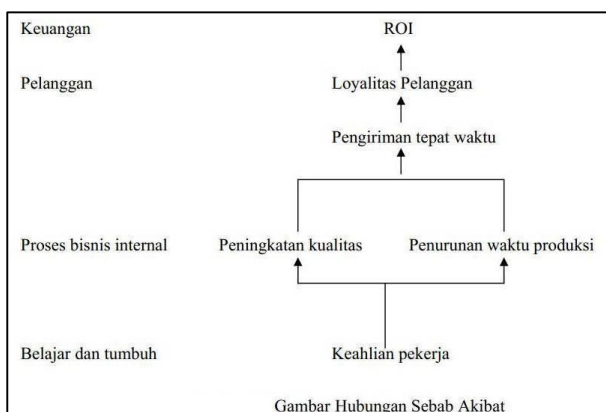 Keuangan ROI
Pelanggan Loyalitas Pelanggan
Pengiriman tepat waktu
Proses bisnis internal Peningkatan kualitas Penurunan waktu produksi
Belajar dan tumbuh Keahlian pekerja
Gambar Hubungan Sebab Akibat